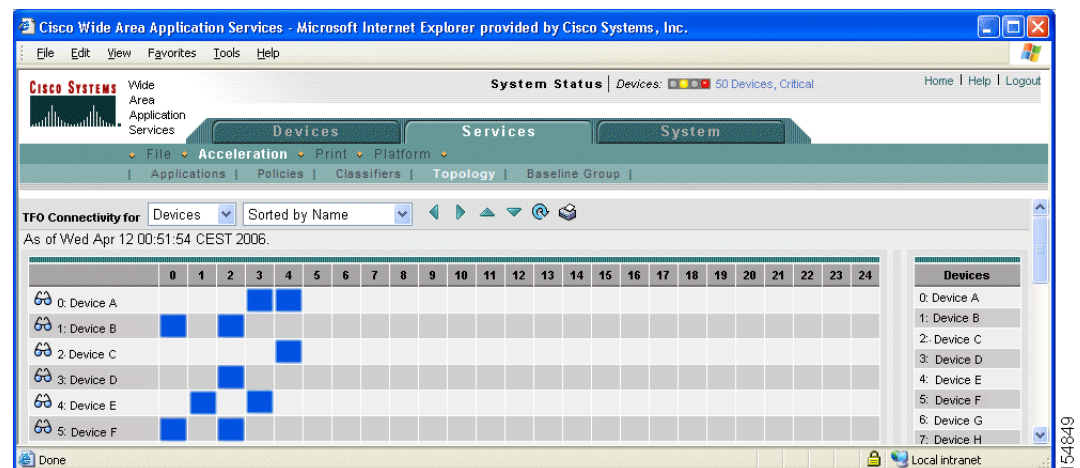 Cisco Wide Area Application Services - Microsoft Internet Explorer provided by Cisco Systems, Inc.
File Edit View Favorites Tools Help
CISCO SYSTEMS
Wide
Area
Application
Services
System Status | Devices: 50 Devices, Critical
Home | Help | Logout
Devices Services System
File Acceleration Print Platform
| Applications | Policies | Classifiers | Topology | Baseline Group |
TFO Connectivity for Devices Sorted by Name
As of Wed Apr 12 00:51:54 CEST 2006.
0 1 2 3 4 5 6 7 8 9 10 11 12 13 14 15 16 17 18 19 20 21 22 23 24
0: Device A
1: Device B
2: Device C
3: Device D
4: Device E
5: Device F
Devices
0: Device A
1: Device B
2: Device C
3: Device D
4: Device E
5: Device F
6: Device G
7: Device H
Done
Local intranet
54849